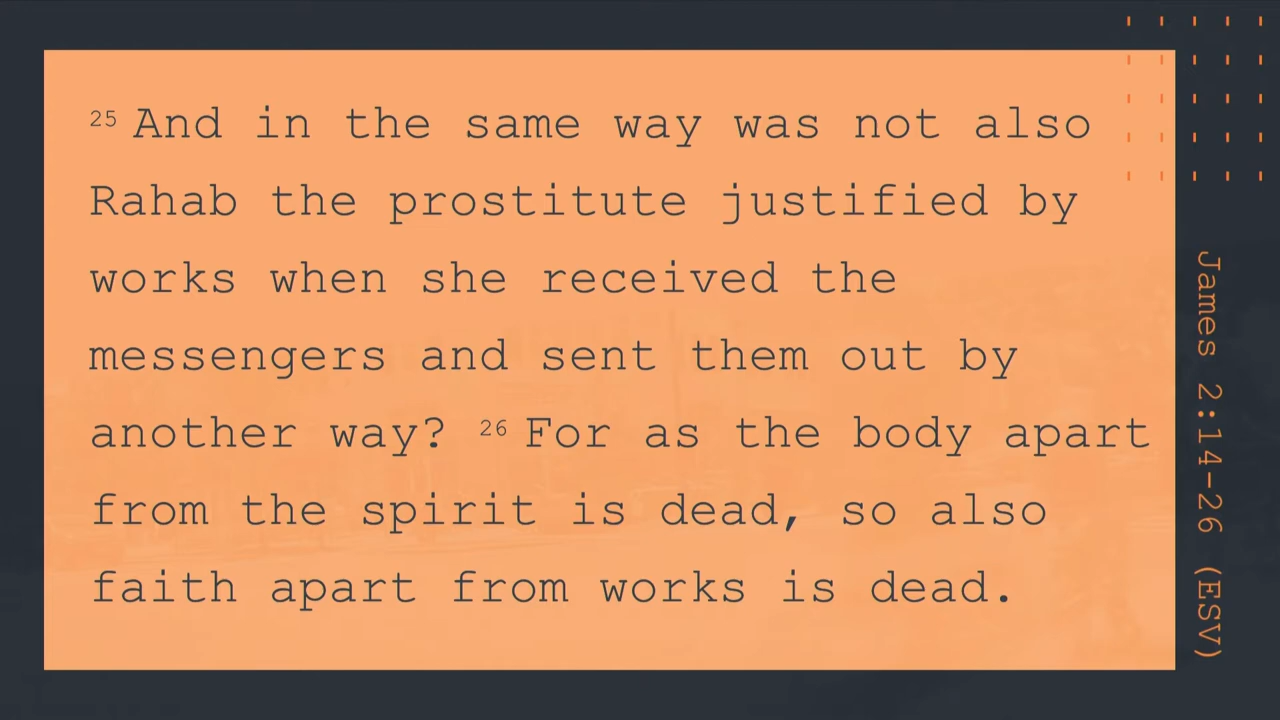 25 And in the same way was not also
Rahab the prostitute justified by
works when she received the
messengers and sent them out by
another way? 26 For as the body apart
from the spirit is dead, so also
faith apart from works is dead.
James 2:14-26 (ESV)